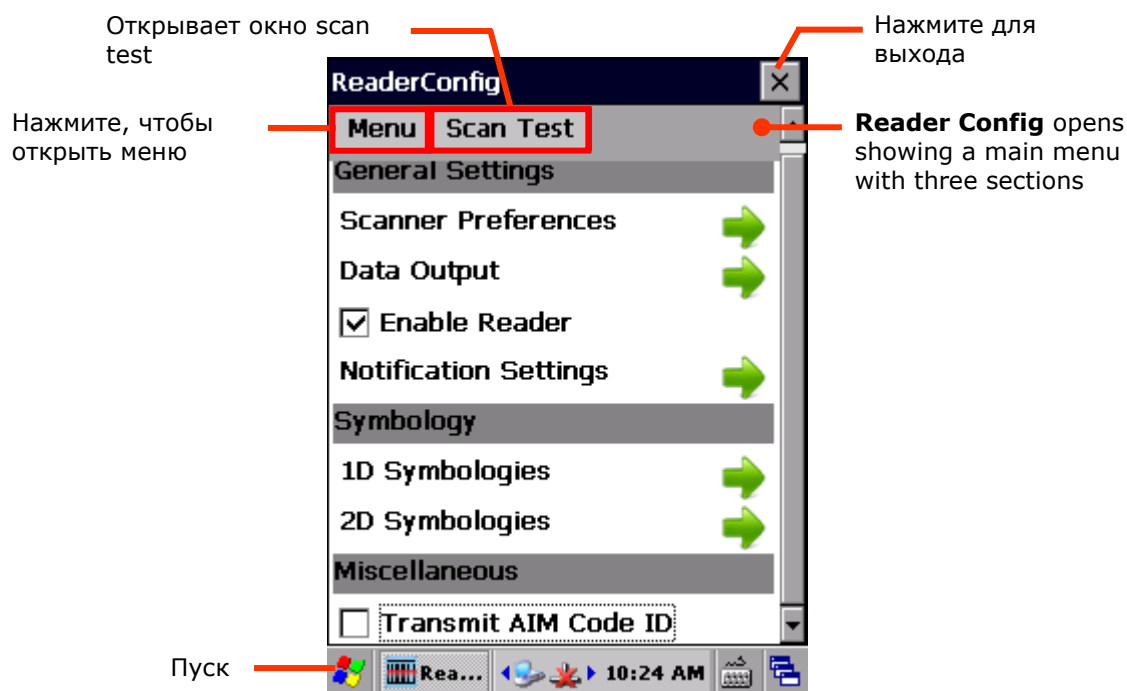 Открывает окно scan
test
Нажмите для
выхода
ReaderConfig
Нажмите, чтобы
открыть меню
Menu
Scan Test
Reader Config opens
showing a main menu
with three sections
General Settings
Scanner Preferences
Data Output
Enable Reader
Notification Settings
Symbology
1D Symbologies
2D Symbologies
Miscellaneous
Transmit AIM Code ID
Пуск
Rea...
10:24 AM